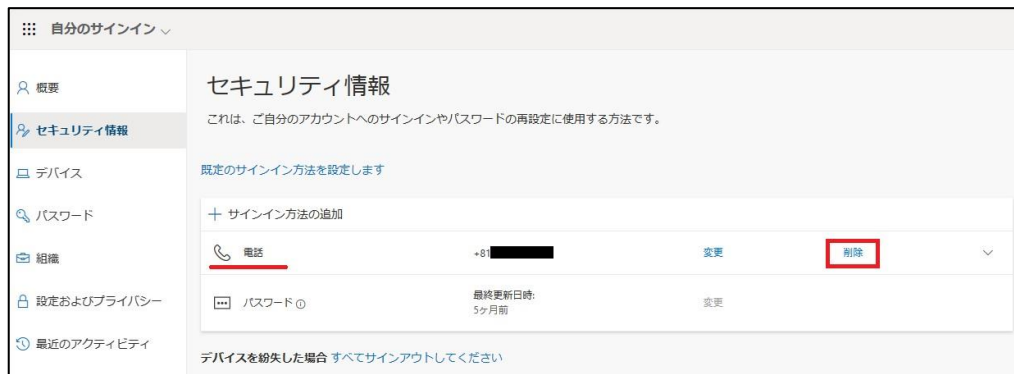 自分のサインイン
概要
セキュリティ情報
デバイス
パスワード
組織
設定およびプライバシー
最近のアクティビティ
セキュリティ情報
これは、ご自分のアカウントへのサインインやパスワードの再設定に使用する方法です。
既定のサインイン方法を設定します
+ サインイン方法の追加
電話 +81 変更 削除
パスワード 最終更新日時: 変更
5ヶ月前
デバイスを紛失した場合 すべてサインアウトしてください